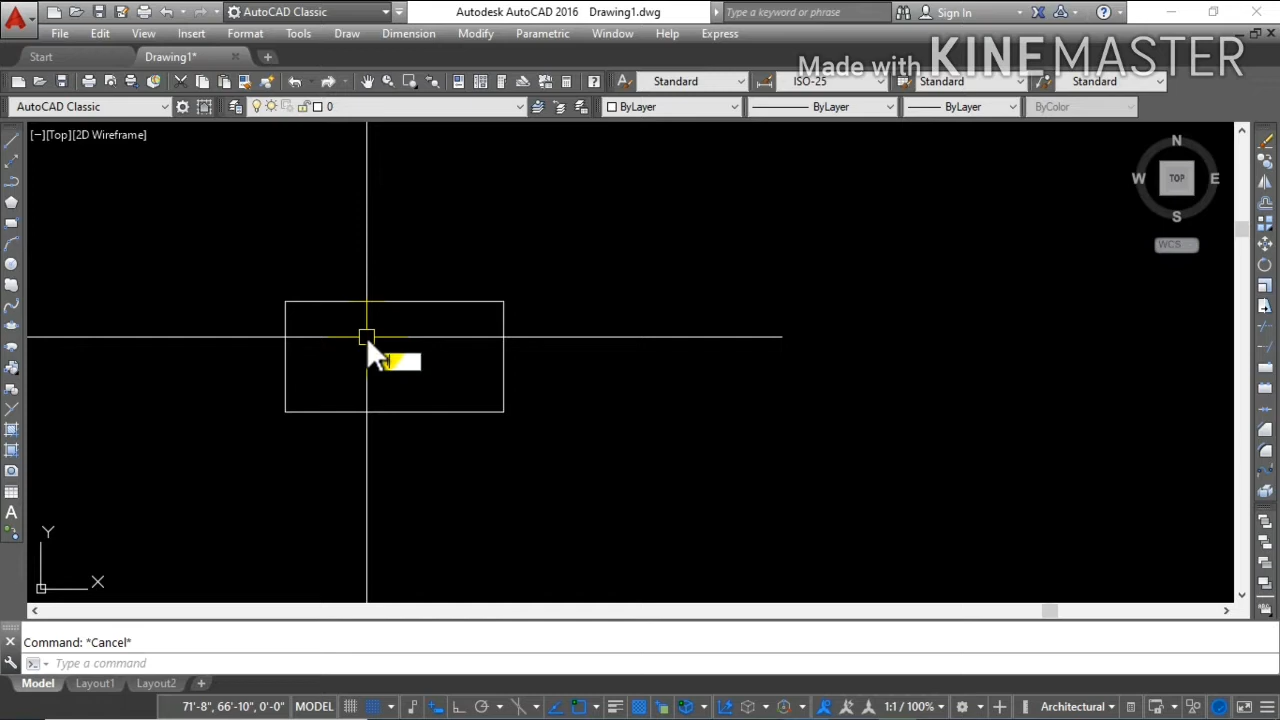 AutoCAD Classic
Autodesk AutoCAD 2016 Drawing1.dwg
Type a keyword or phrase
Sign In
File Edit View Insert Format Tools Draw Dimension Modify Parametric Window Help Express
Made with KINEMASTER
Start
Drawing1*
Standard
ISO-25
Standard
Standard
AutoCAD Classic
0
ByLayer
ByLayer
ByLayer
ByColor
[−][Top][2D Wireframe]
N
W TOP E
S
WCS
A
Y
X
Command: *Cancel*
Type a command
Model Layout1 Layout2
71'-8", 66'-10", 0'-0" MODEL
1:1 / 100%
Architectural